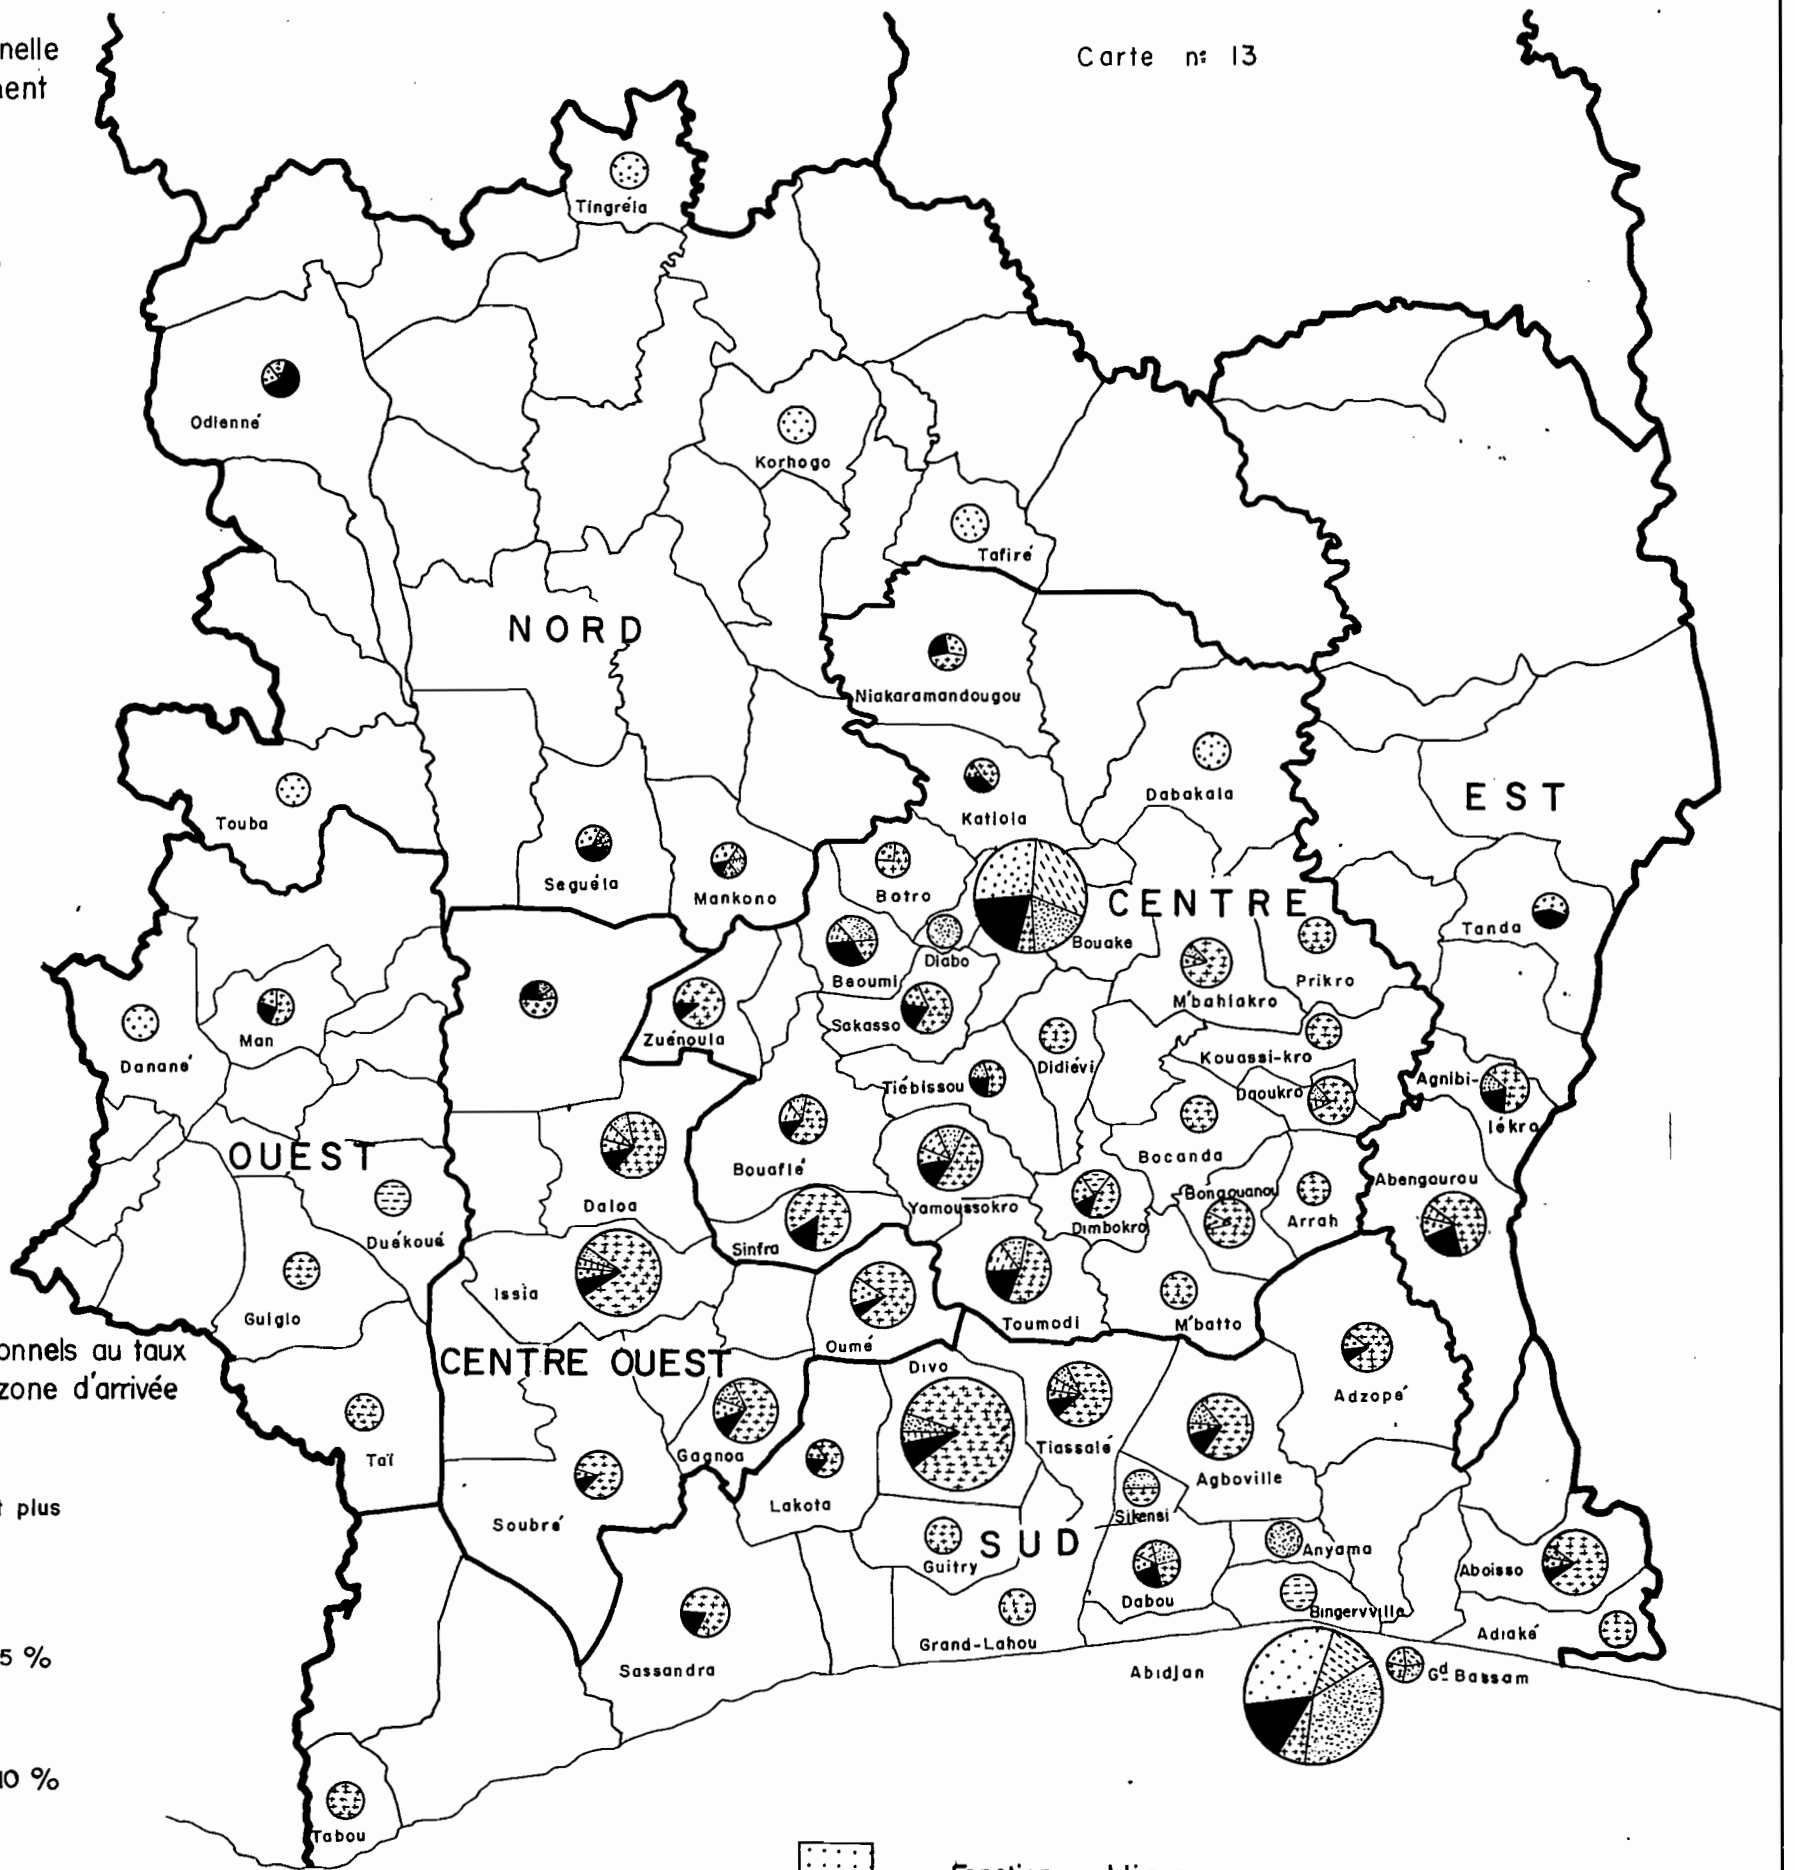 Carte n: 13
nelle
Tingréla
Odienné
Korhogo
Tafiré
NORD
Niakaramandougou
Touba
Katiola
Dabakala
EST
Seguéla
Mankono
Botro
CENTRE
Bouake
Tanda
Beoumi
Diabo
Prikro
M'bahiakro
Danané
Man
Zuénoula
Sakasso
Kouassi-kro
Tiébissou
Didiévi
Daoukro
Agnibi-
lékro
OUEST
Bouaflé
Bocanda
Abengourou
Daloa
Yamoussokro
Bongouanou
Arrah
Dimbokro
Duékoué
Sinfra
Issia
Guiglo
Toumodi
M'batto
onnels au taux
Oumé
zone d'arrivée
CENTRE OUEST
Divo
Adzopé
Tiassalé
Taï
Gagnoa
Agboville
t plus
Lakota
Soubré
Sikensi
SUD
Anyama
Guitry
Aboisso
Dabou
Bingervville
Adiaké
5 %
Grand-Lahou
Sassandra
Abidjan
Gd Bassam
10 %
Tabou